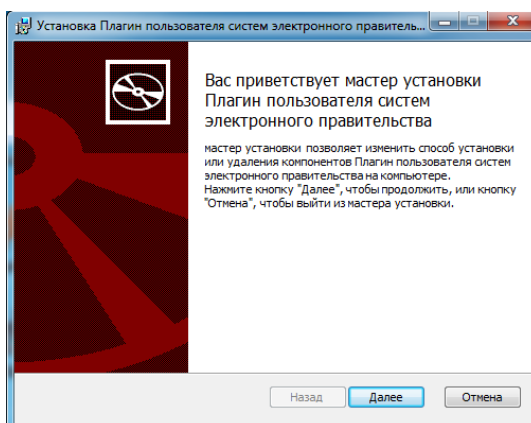 Установка Плагин пользователя систем электронного правитель...
Вас приветствует мастер установки
Плагин пользователя систем
электронного правительства
мастер установки позволяет изменить способ установки
или удаления компонентов Плагин пользователя систем
электронного правительства на компьютере.
Нажмите кнопку "Далее", чтобы продолжить, или кнопку
"Отмена", чтобы выйти из мастера установки.
Назад Далее Отмена